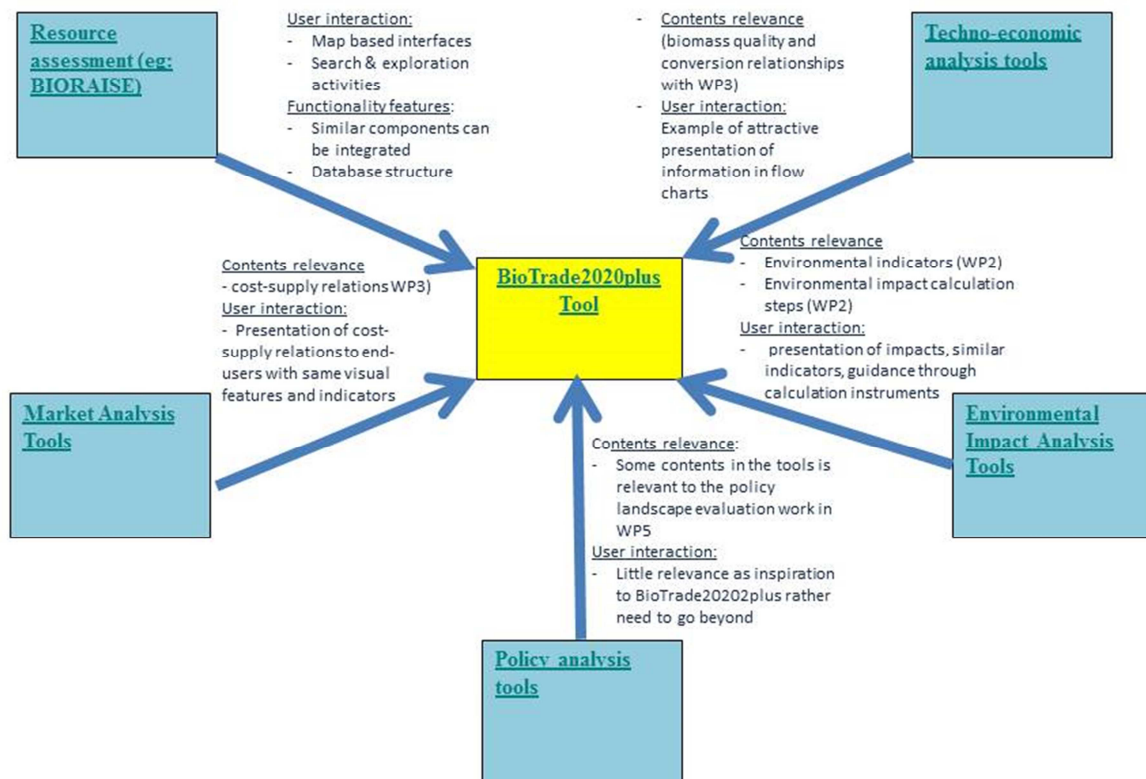 Resource
assessment (eg:
BIORAISE)
User interaction:
- Map based interfaces
- Search & exploration
activities
Functionality features:
- Similar components can
be integrated
- Database structure
- Contents relevance
(biomass quality and
conversion relationships
with WP3)
- User interaction:
Example of attractive
presentation of
information in flow
charts
Techno-economic
analysis tools
Contents relevance
- cost-supply relations WP3)
User interaction:
- Presentation of cost-
supply relations to end-
users with same visual
features and indicators
BioTrade2020plus
Tool
Contents relevance
- Environmental indicators (WP2)
- Environmental impact calculation
steps (WP2)
User interaction:
- presentation of impacts, similar
indicators, guidance through
calculation instruments
Market Analysis
Tools
Contents relevance:
- Some contents in the tools is
relevant to the policy
landscape evaluation work in
WP5
User interaction:
- Little relevance as inspiration
to BioTrade20202plus rather
need to go beyond
Environmental
Impact Analysis
Tools
Policy analysis
tools